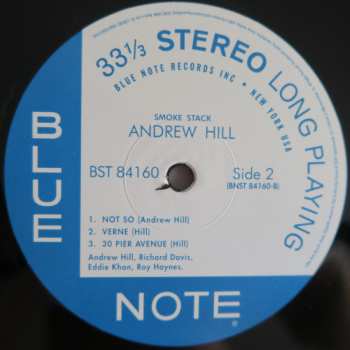 33⅓ STEREO LONG PLAYING
BLUE NOTE RECORDS INC • NEW YORK USA
SMOKE STACK
ANDREW HILL
BST 84160
Side 2
(BNST 84160-B)
1. NOT SO (Andrew Hill)
2. VERNE (Hill)
3. 30 PIER AVENUE (Hill)
Andrew Hill, Richard Davis,
Eddie Khan, Roy Haynes.
BLUE
NOTE